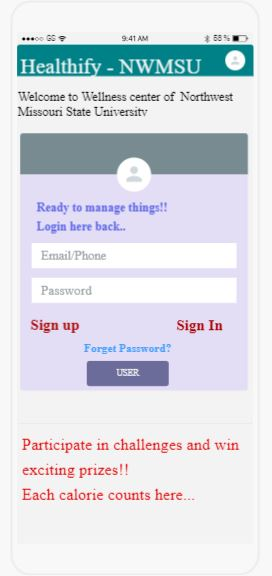 GS 9:41 AM 58%
Healthify - NWMSU
Welcome to Wellness center of Northwest
Missouri State University
Ready to manage things!!
Login here back..
Email/Phone
Password
Sign up Sign In
Forget Password?
USER
Participate in challenges and win
exciting prizes!!
Each calorie counts here...